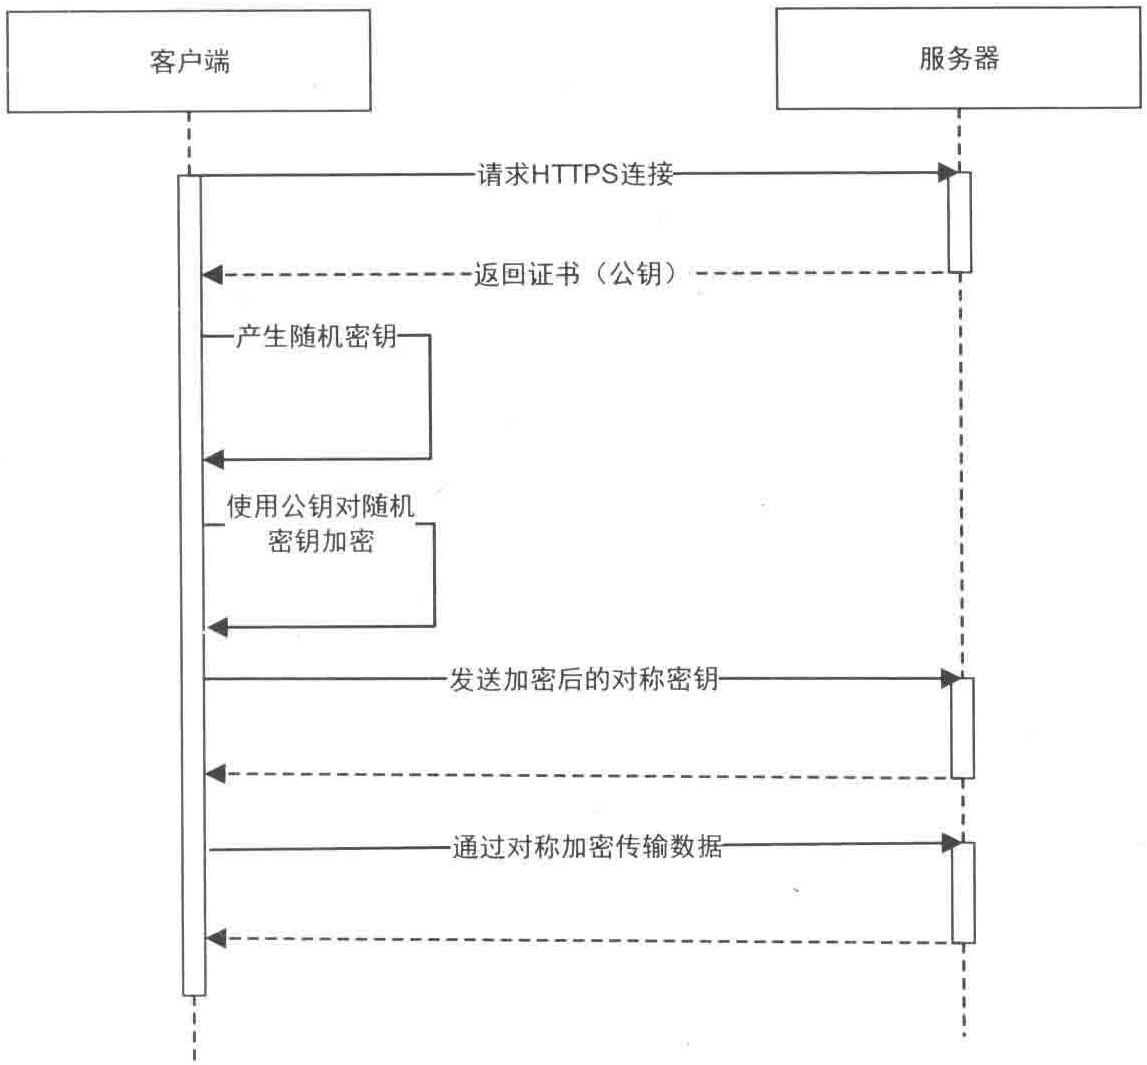 客户端
服务器
请求HTTPS连接
返回证书（公钥）
产生随机密钥
使用公钥对随机
密钥加密
发送加密后的对称密钥
通过对称加密传输数据